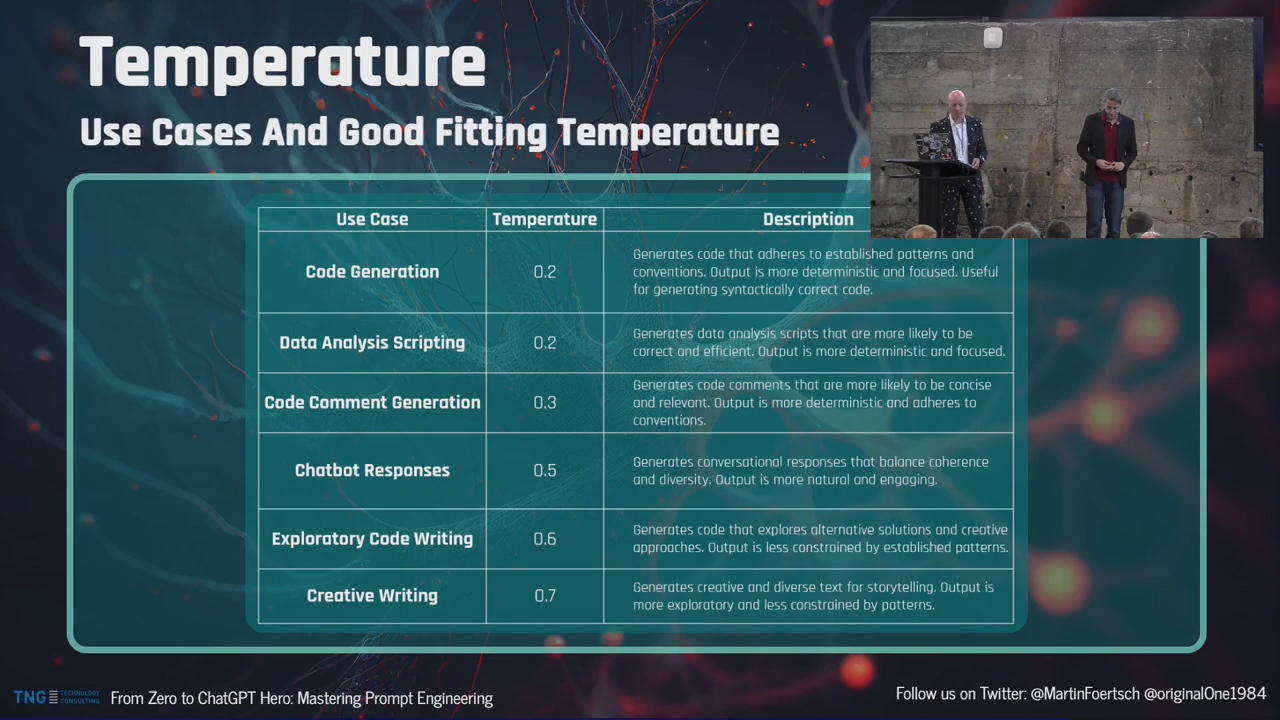 Temperature
Use Cases And Good Fitting Temperature
Use Case Temperature Description
Code Generation 0.2 Generates code that adheres to established patterns and
conventions. Output is more deterministic and focused. Useful
for generating syntactically correct code.
Data Analysis Scripting 0.2 Generates data analysis scripts that are more likely to be
correct and efficient. Output is more deterministic and focused.
Code Comment Generation 0.3 Generates code comments that are more likely to be concise
and relevant. Output is more deterministic and adheres to
conventions.
Chatbot Responses 0.5 Generates conversational responses that balance coherence
and diversity. Output is more natural and engaging.
Exploratory Code Writing 0.6 Generates code that explores alternative solutions and creative
approaches. Output is less constrained by established patterns.
Creative Writing 0.7 Generates creative and diverse text for storytelling. Output is
more exploratory and less constrained by patterns.
TNG TECHNOLOGY
CONSULTING
From Zero to ChatGPT Hero: Mastering Prompt Engineering
Follow us on Twitter: @MartinFoertsch @originalOne1984